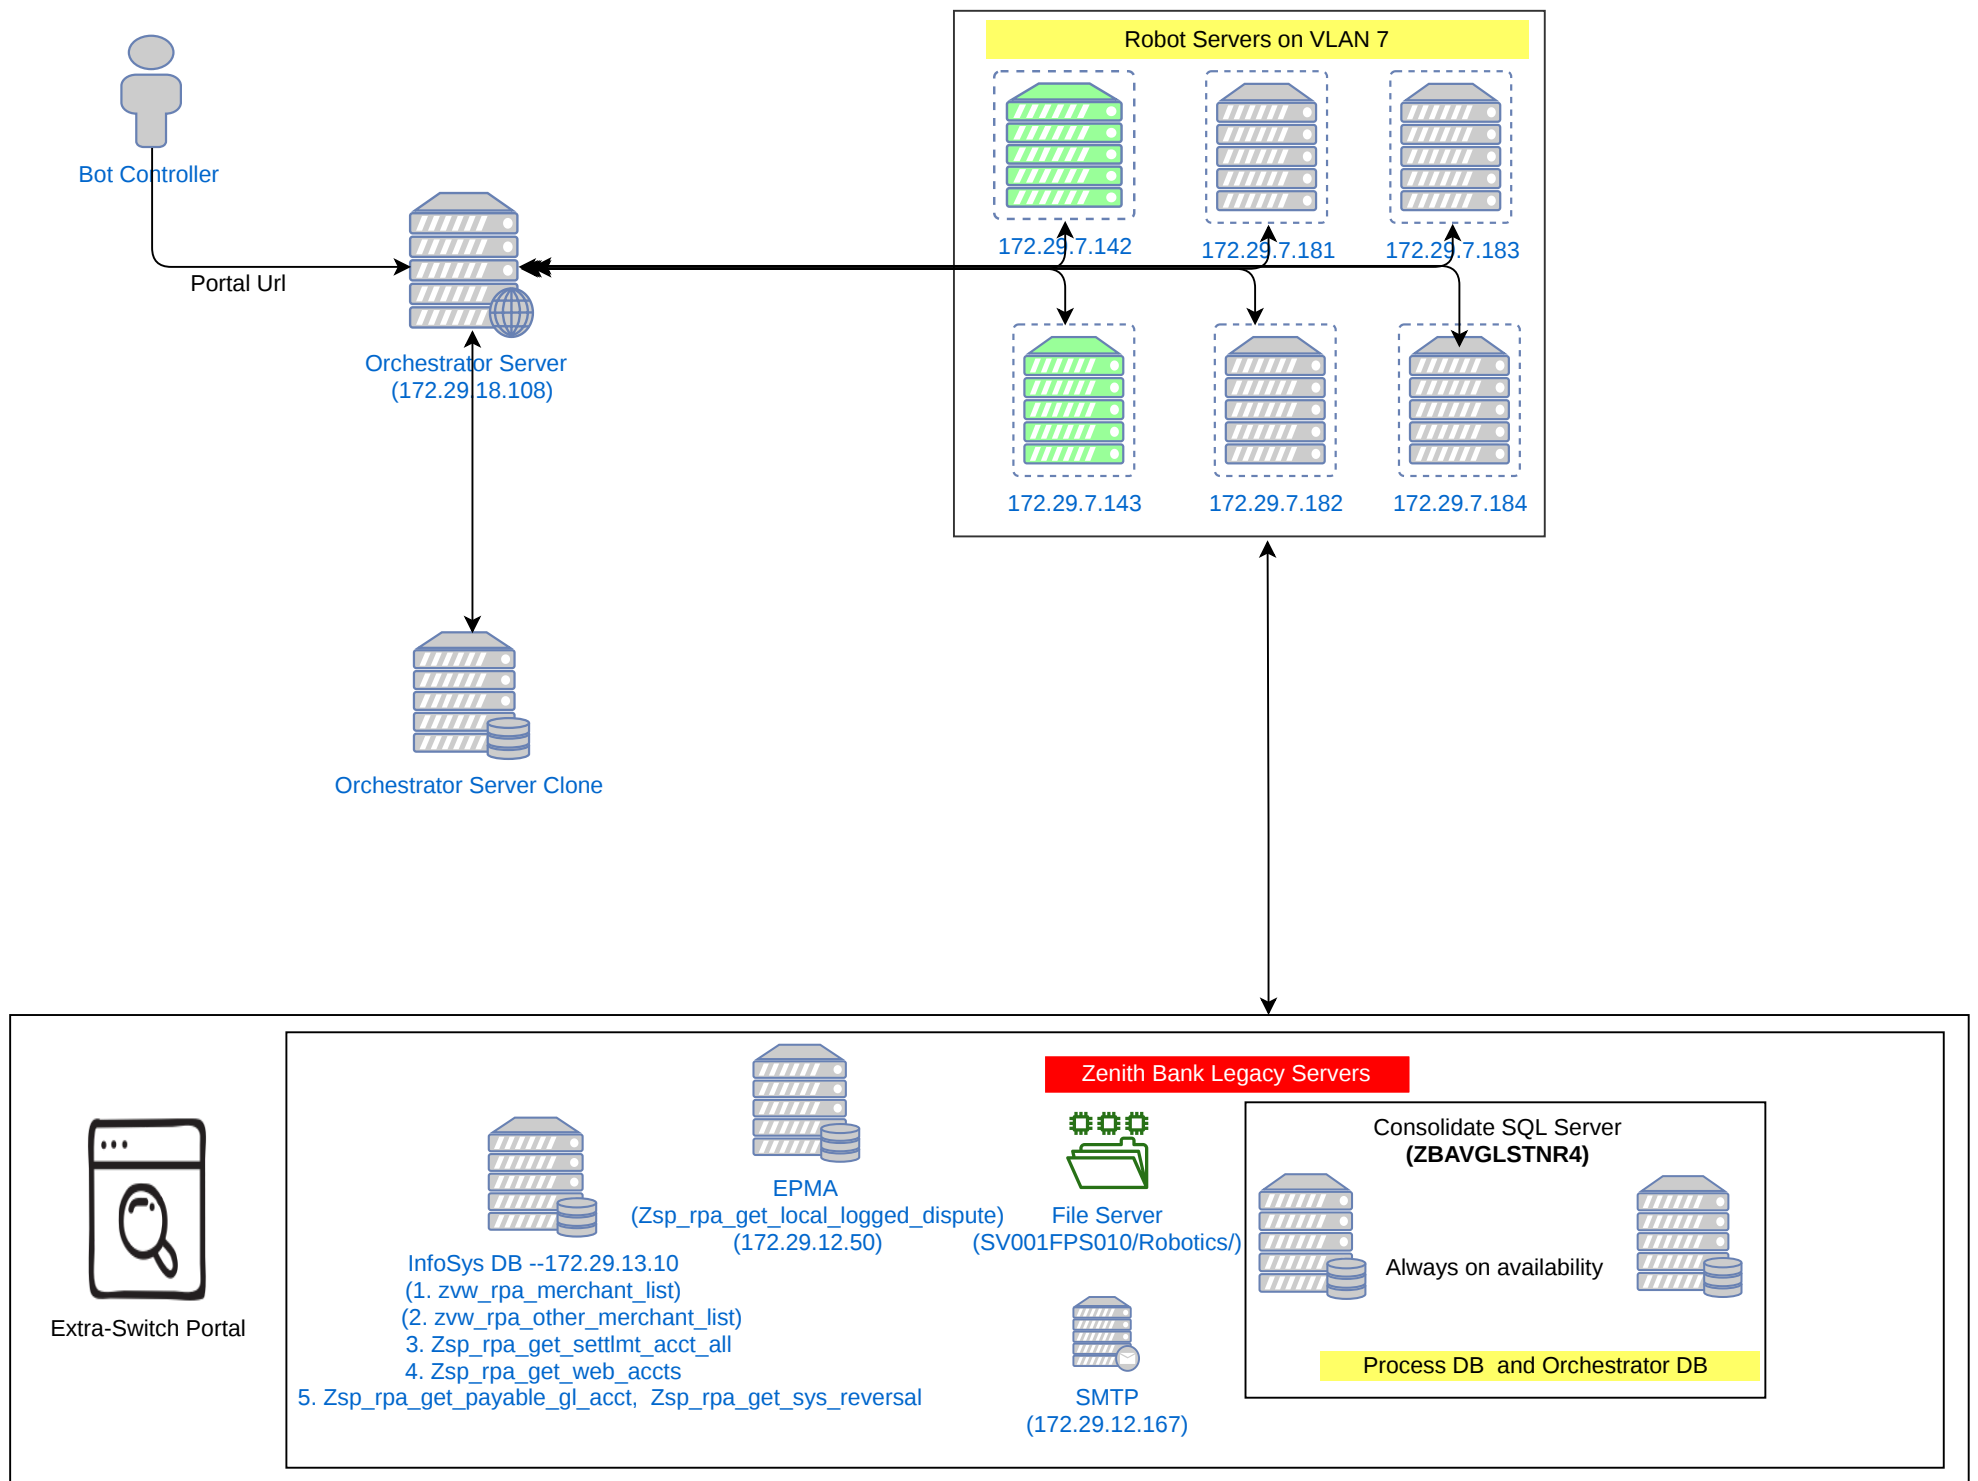 Robot Servers on VLAN 7
Bot Controller
172.29.7.142
172.29.7.181
172.29.7.183
Portal Url
Orchestrator Server
(172.29.18.108)
172.29.7.143
172.29.7.182
172.29.7.184
Orchestrator Server Clone
Zenith Bank Legacy Servers
Extra-Switch Portal
InfoSys DB --172.29.13.10
(1. zvw_rpa_merchant_list)
(2. zvw_rpa_other_merchant_list)
3. Zsp_rpa_get_settlmt_acct_all
4. Zsp_rpa_get_web_accts
5. Zsp_rpa_get_payable_gl_acct,  Zsp_rpa_get_sys_reversal
EPMA
(Zsp_rpa_get_local_logged_dispute)
(172.29.12.50)
File Server
(SV001FPS010/Robotics/)
SMTP
(172.29.12.167)
Consolidate SQL Server
(ZBAVGLSTNR4)
Always on availability
Process DB  and Orchestrator DB